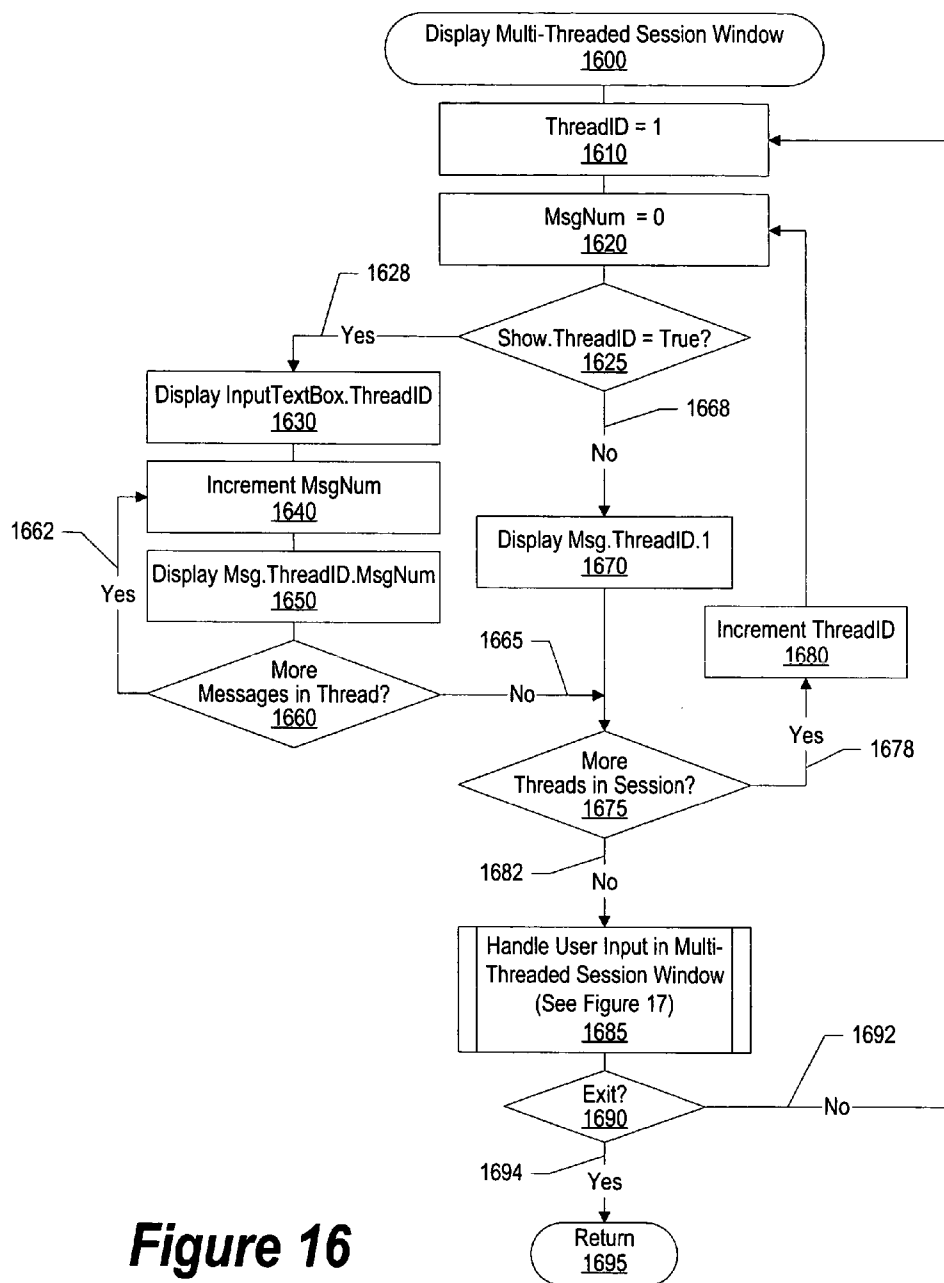 Display Multi-Threaded Session Window
1600
ThreadID = 1
1610
MsgNum = 0
1620
1628
Yes
Show.ThreadID = True?
1625
Display InputTextBox.ThreadID
1630
1668
No
Increment MsgNum
1640
1662
Yes
Display Msg.ThreadID.1
1670
Display Msg.ThreadID.MsgNum
1650
Increment ThreadID
1680
More
Messages in Thread?
1660
1665
No
More
Threads in Session?
1675
Yes
1678
1682
No
Handle User Input in Multi-
Threaded Session Window
(See Figure 17)
1685
1692
Exit?
1690
No
1694
Yes
Return
1695
Figure 16